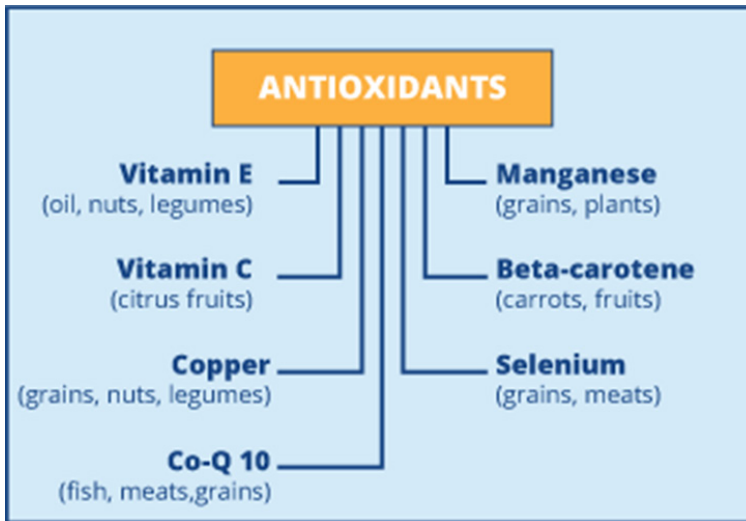 ANTIOXIDANTS
Vitamin E
(oil, nuts, legumes)
Vitamin C
(citrus fruits)
Copper
(grains, nuts, legumes)
Co-Q 10
(fish, meats,grains)
Manganese
(grains, plants)
Beta-carotene
(carrots, fruits)
Selenium
(grains, meats)